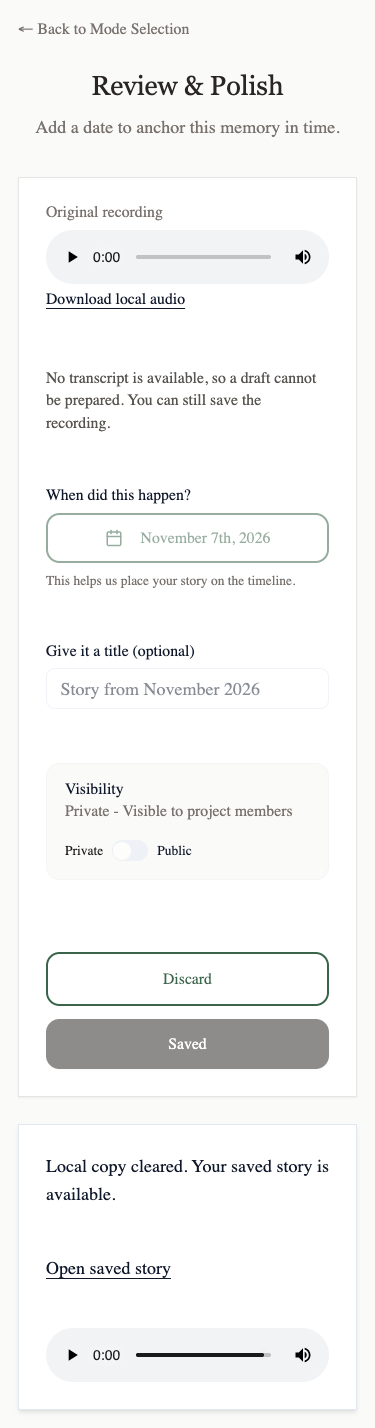 ← Back to Mode Selection
Review & Polish
Add a date to anchor this memory in time.
Original recording
0:00
Download local audio
No transcript is available, so a draft cannot
be prepared. You can still save the
recording.
When did this happen?
November 7th, 2026
This helps us place your story on the timeline.
Give it a title (optional)
Story from November 2026
Visibility
Private - Visible to project members
Private Public
Discard
Saved
Local copy cleared. Your saved story is
available.
Open saved story
0:00